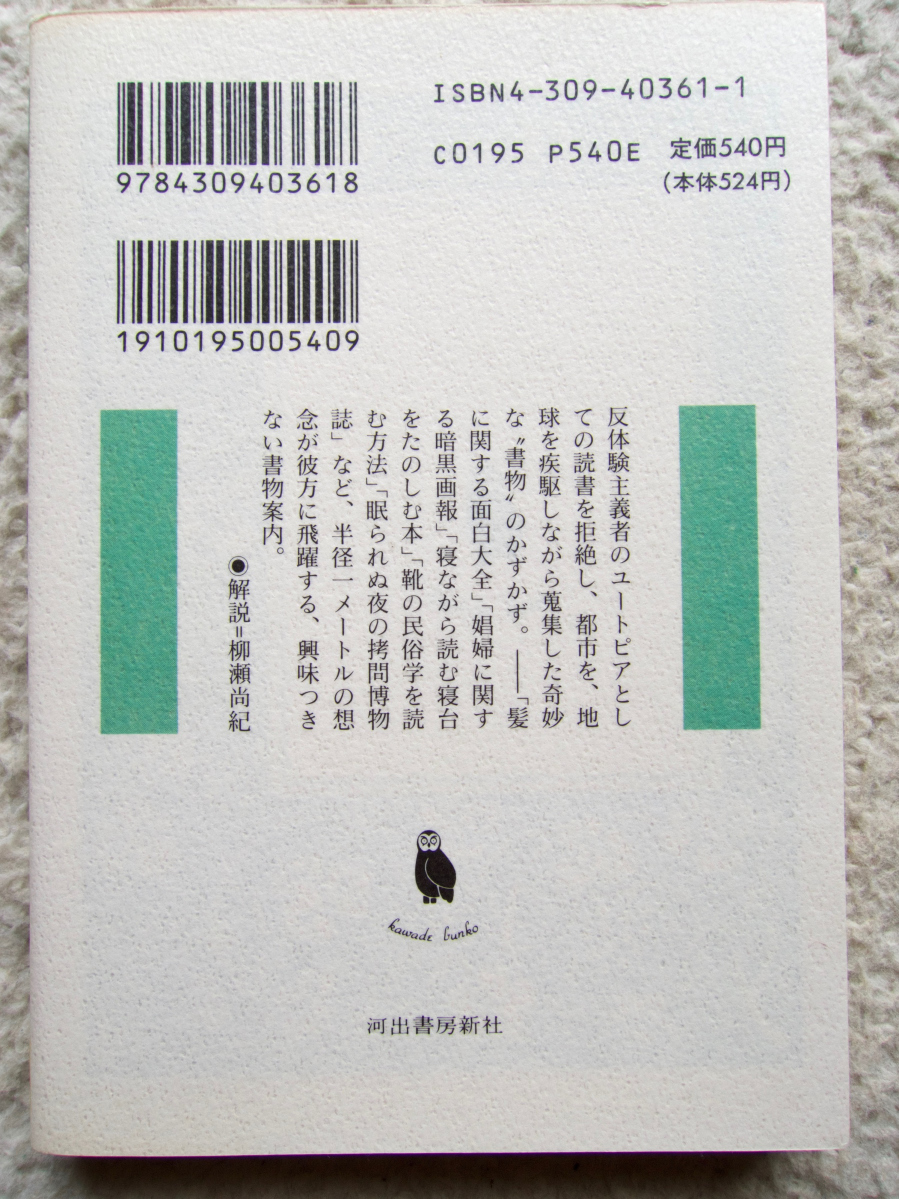 ISBN4-309-40361-1
C0195 P540E 定価540円
(本体524円)
9784309403618
1910195005409
反体験主義者のユートピアとし
ての読書を拒絶し、都市を、地
球を疾駆しながら蒐集した奇妙
な〝書物〟のかずかず。――「髪
に関する面白大全」「娼婦に関す
る暗黒画報」「寝ながら読む寝台
をたのしむ本」「靴の民俗学を読
む方法」「眠られぬ夜の拷問博物
誌」など、半径一メートルの想
念が彼方に飛躍する、興味つき
ない書物案内。
◉解説=柳瀬尚紀
kawade bunko
河出書房新社